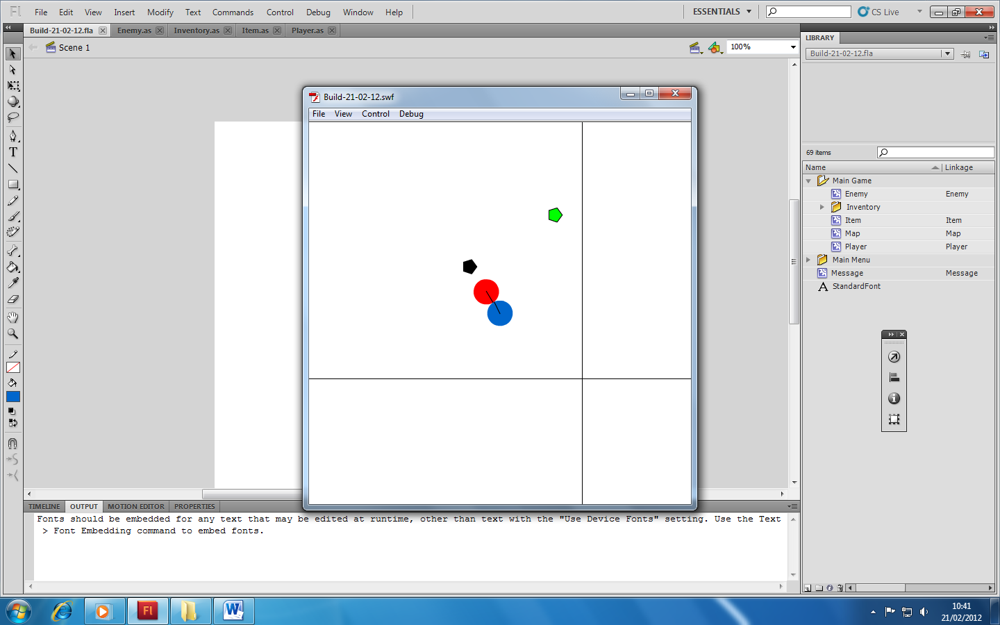 Fl File Edit View Insert Modify Text Commands Control Debug Window Help ESSENTIALS CS Live
Build-21-02-12.fla Enemy.as Inventory.as Item.as Player.as
Scene 1 100%
LIBRARY
Build-21-02-12.fla
Build-21-02-12.swf
File View Control Debug
69 items
Name Linkage
Main Game
Enemy Enemy
Inventory
Item Item
Map Map
Player Player
Main Menu
Message Message
A StandardFont
T
TIMELINE OUTPUT MOTION EDITOR PROPERTIES
Fonts should be embedded for any text that may be edited at runtime, other than text with the "Use Device Fonts" setting. Use the Text
> Font Embedding command to embed fonts.
Fl W
10:41
21/02/2012